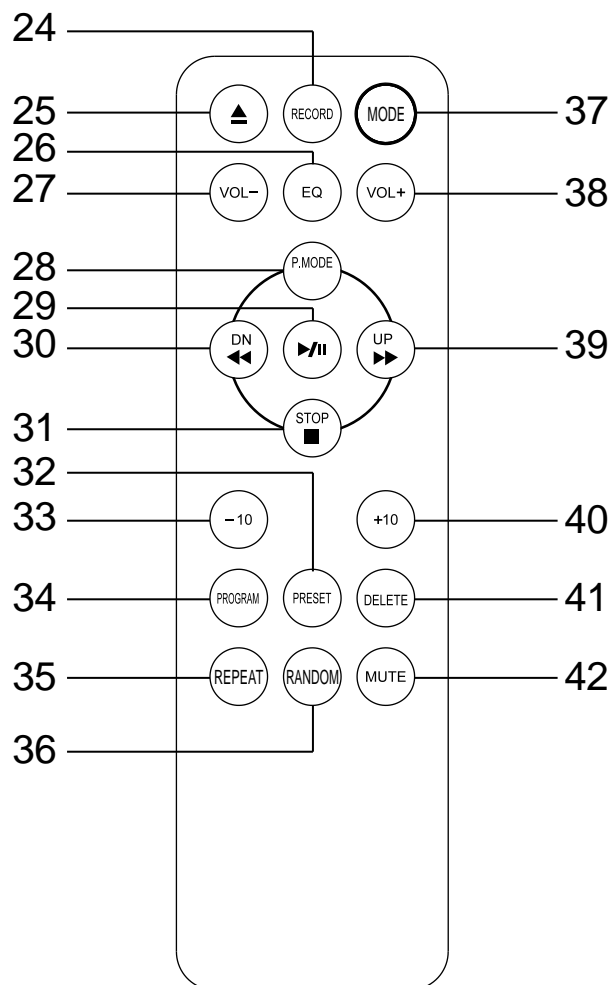 24
25 RECORD MODE 37
26
27 VOL− EQ VOL+ 38
28 P.MODE
29
30 DN UP 39
31 STOP
32
33 −10 +10 40
34 PROGRAM PRESET DELETE 41
35 REPEAT RANDOM MUTE 42
36